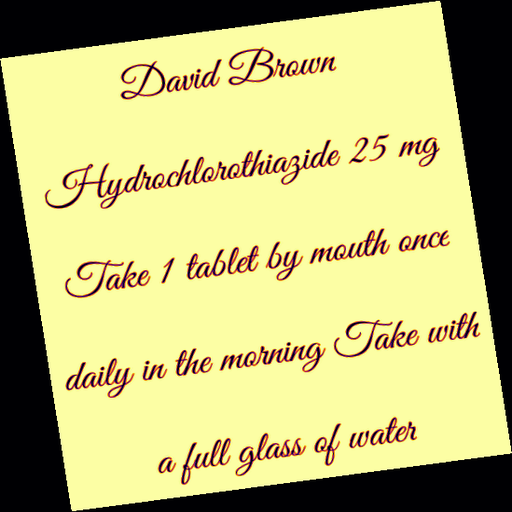 David Brown
Hydrochlorothiazide 25 mg
Take 1 tablet by mouth once
daily in the morning Take with
a full glass of water